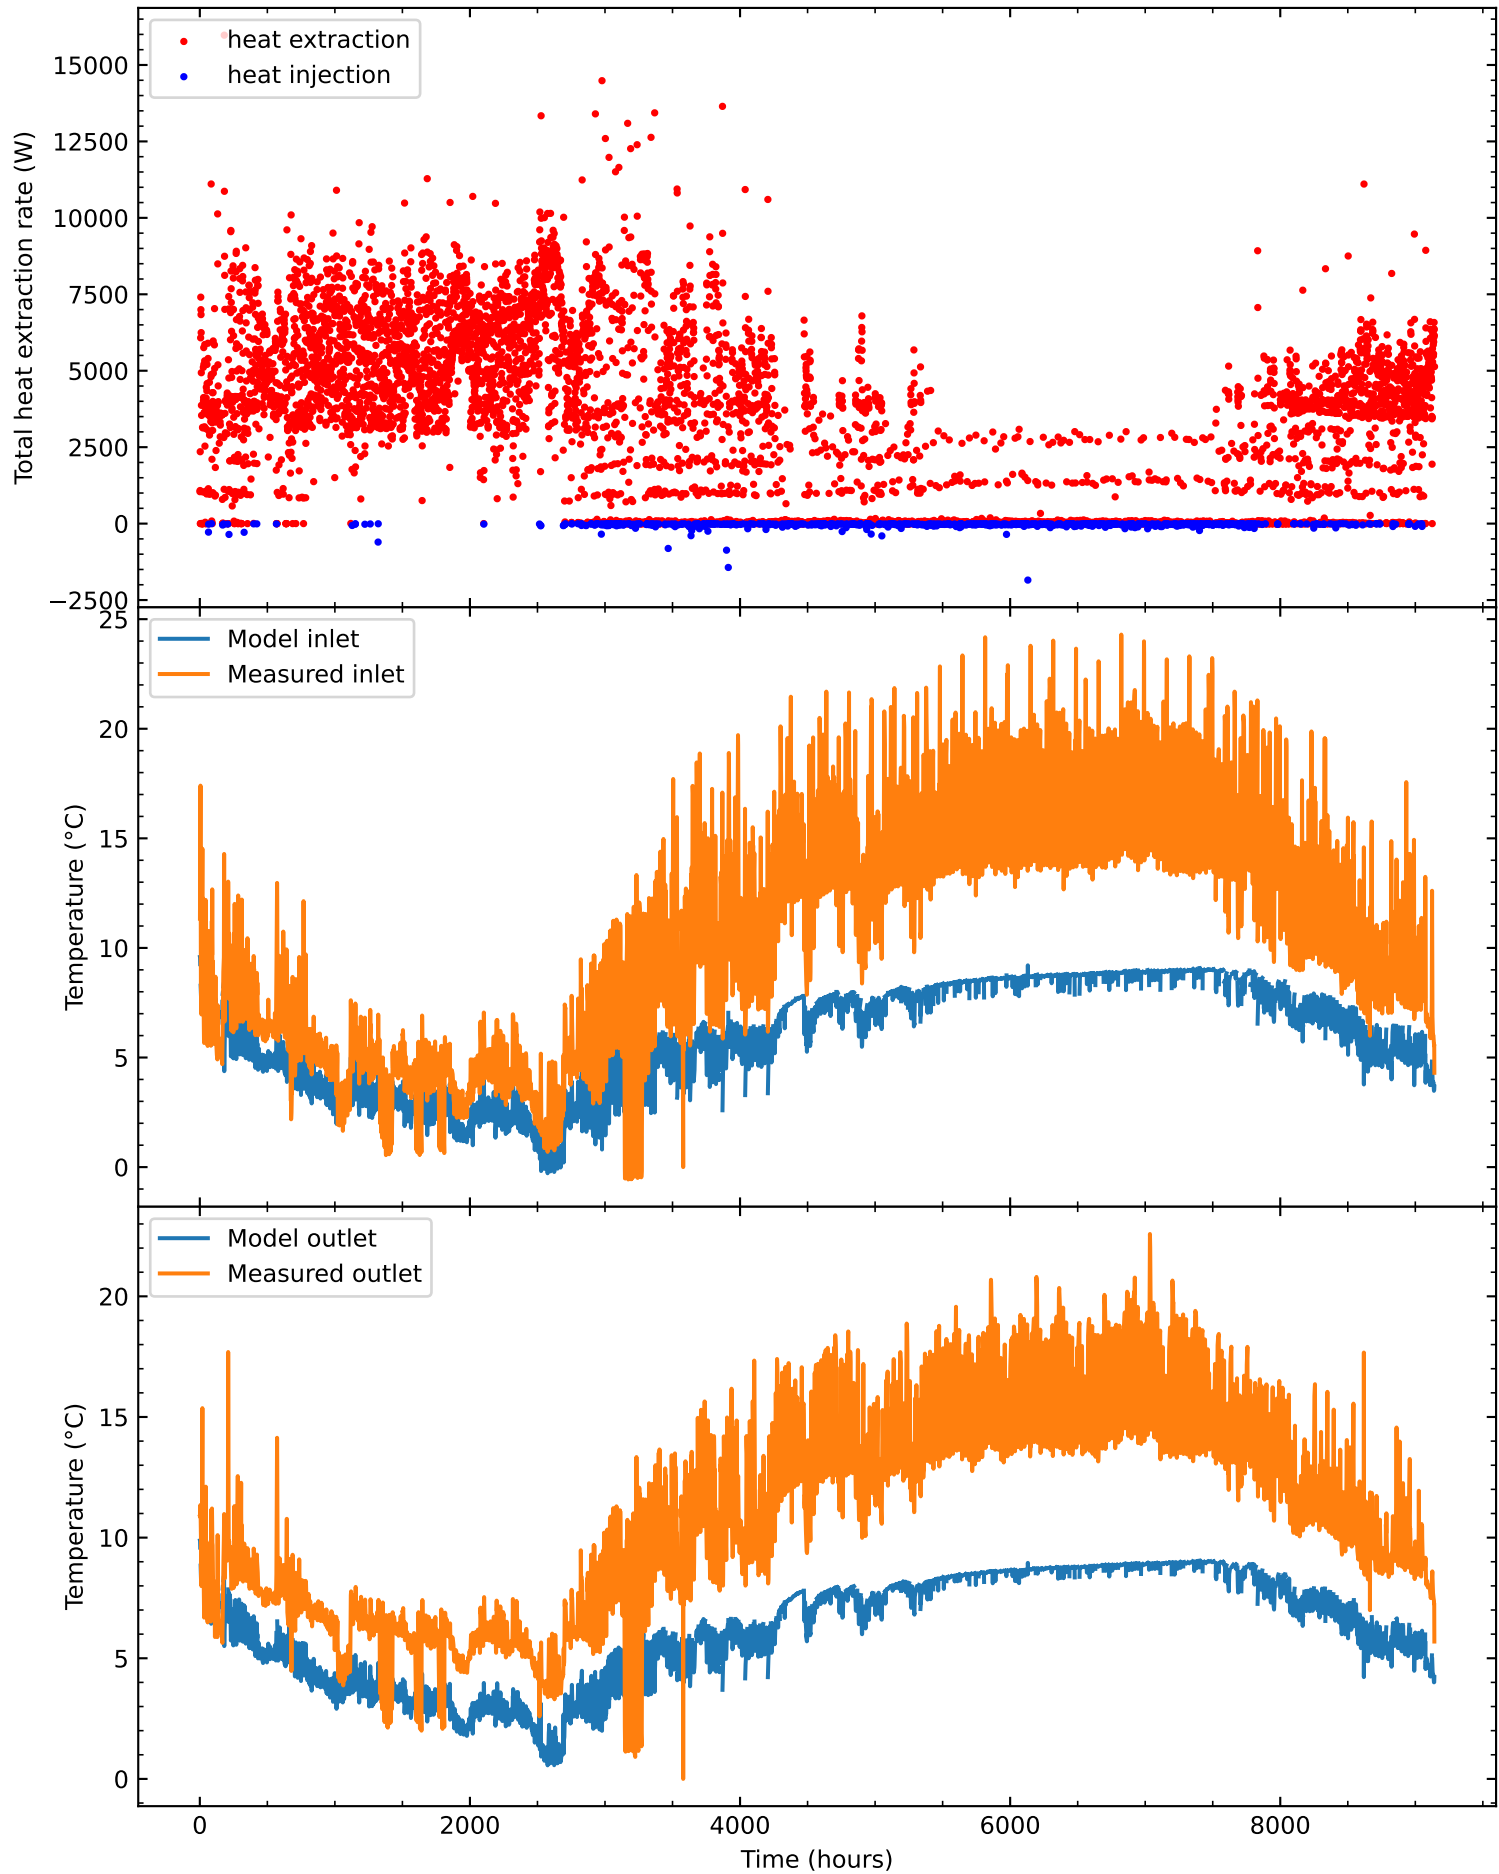 heat extraction
heat injection
15000
12500
10000
7500
5000
2500
0
−2500
Total heat extraction rate (W)
Model inlet
Measured inlet
25
20
15
10
5
0
Temperature (°C)
Model outlet
Measured outlet
20
15
10
5
0
Temperature (°C)
0 2000 4000 6000 8000
Time (hours)